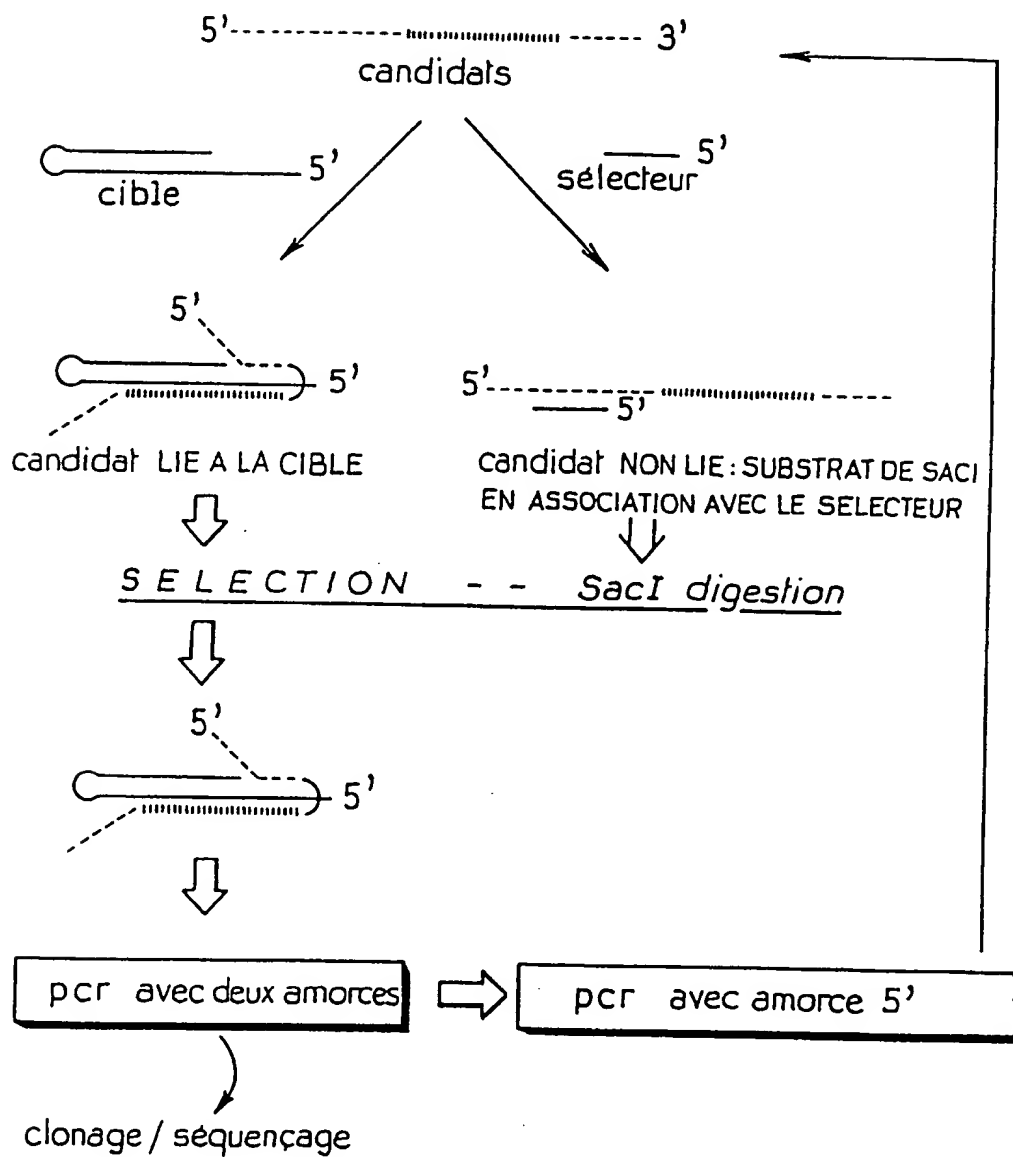 5' 3'
candidats
5'
cible
5'
sélecteur
5'
5'
candidat LIE A LA CIBLE
5'
5'
candidat NON LIE : SUBSTRAT DE SACI
EN ASSOCIATION AVEC LE SELECTEUR
SELECTION -- SacI digestion
5'
5'
pcr avec deux amorces
pcr avec amorce 5'
clonage / séquençage